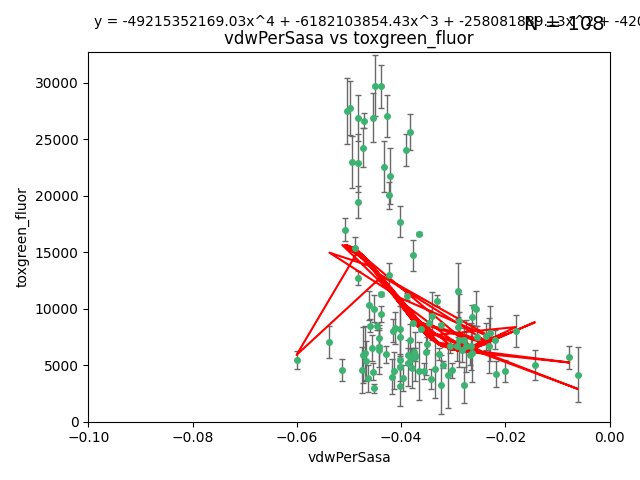 y = -49215352169.03x^4 + -6182103854.43x^3 + 
N = 108
vdwPerSasa vs toxgreen_fluor
30000
25000
20000
15000
10000
5000
0
toxgreen_fluor
−0.10 −0.08 −0.06 −0.04 −0.02 0.00
vdwPerSasa